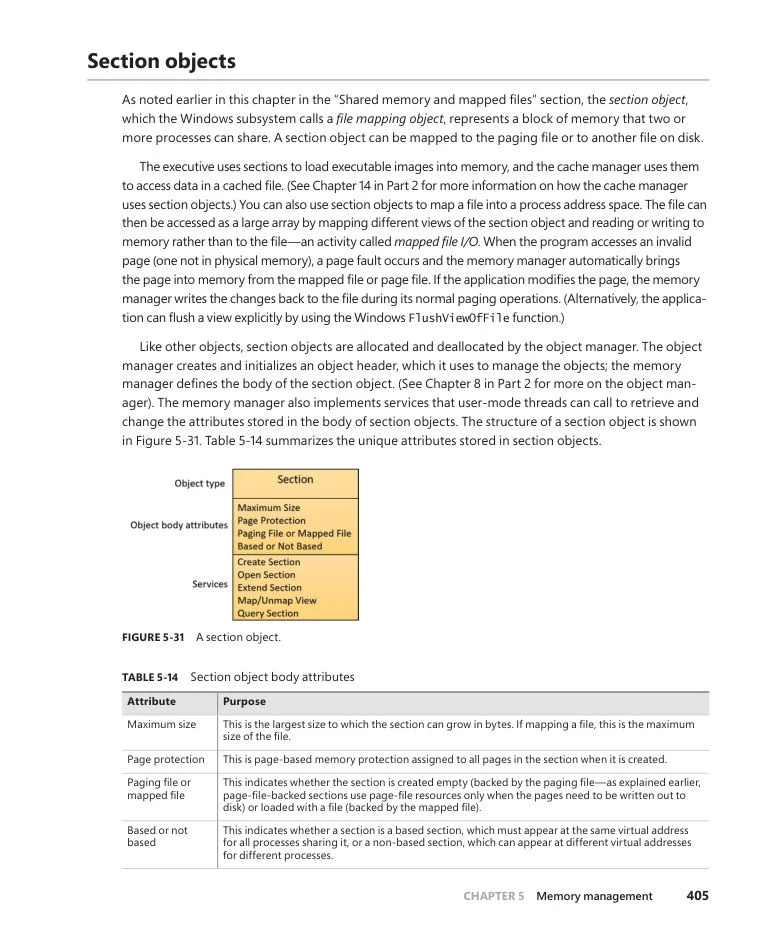 Section objects
As noted earlier in this chapter in the “Shared memory and mapped files” section, the section object,
which the Windows subsystem calls a file mapping object, represents a block of memory that two or
more processes can share. A section object can be mapped to the paging file or to another file on disk.
The executive uses sections to load executable images into memory, and the cache manager uses them
to access data in a cached file. (See Chapter 14 in Part 2 for more information on how the cache manager
uses section objects.) You can also use section objects to map a file into a process address space. The file can
then be accessed as a large array by mapping different views of the section object and reading or writing to
memory rather than to the file—an activity called mapped file I/O. When the program accesses an invalid
page (one not in physical memory), a page fault occurs and the memory manager automatically brings
the page into memory from the mapped file or page file. If the application modifies the page, the memory
manager writes the changes back to the file during its normal paging operations. (Alternatively, the applica-
tion can flush a view explicitly by using the Windows FlushViewOfFile function.)
Like other objects, section objects are allocated and deallocated by the object manager. The object
manager creates and initializes an object header, which it uses to manage the objects; the memory
manager defines the body of the section object. (See Chapter 8 in Part 2 for more on the object man-
ager). The memory manager also implements services that user-mode threads can call to retrieve and
change the attributes stored in the body of section objects. The structure of a section object is shown
in Figure 5-31. Table 5-14 summarizes the unique attributes stored in section objects.
Object type
Section
Object body attributes
Maximum Size
Page Protection
Paging File or Mapped File
Based or Not Based
Services
Create Section
Open Section
Extend Section
Map/Unmap View
Query Section
FIGURE 5-31 A section object.
TABLE 5-14 Section object body attributes
Attribute Purpose
Maximum size This is the largest size to which the section can grow in bytes. If mapping a file, this is the maximum
size of the file.
Page protection This is page-based memory protection assigned to all pages in the section when it is created.
Paging file or This indicates whether the section is created empty (backed by the paging file—as explained earlier,
mapped file page-file-backed sections use page-file resources only when the pages need to be written out to
disk) or loaded with a file (backed by the mapped file).
Based or not This indicates whether a section is a based section, which must appear at the same virtual address
based for all processes sharing it, or a non-based section, which can appear at different virtual addresses
for different processes.
CHAPTER 5 Memory management 405